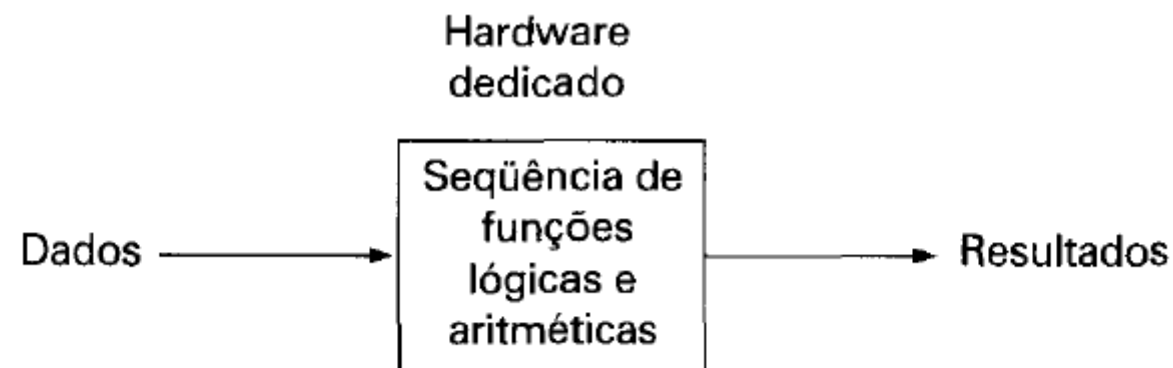 Hardware
dedicado
Dados
Seqüência de
funções
lógicas e
aritméticas
Resultados